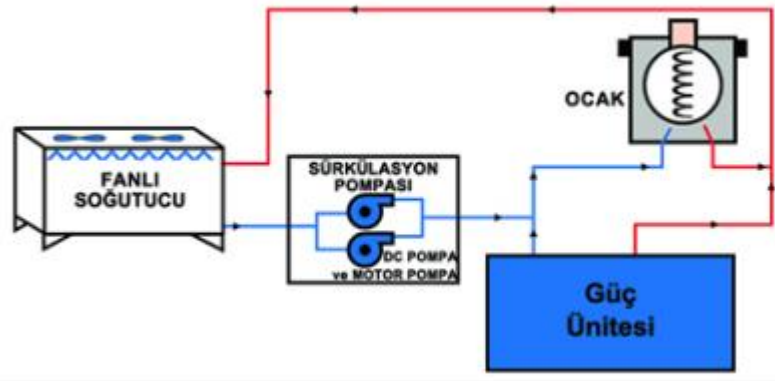 OCAK
FANLI
SOĞUTUCU
SÜRKÜLASYON
POMPASI
DC POMPA
ve MOTOR POMPA
Güç
Ünitesi